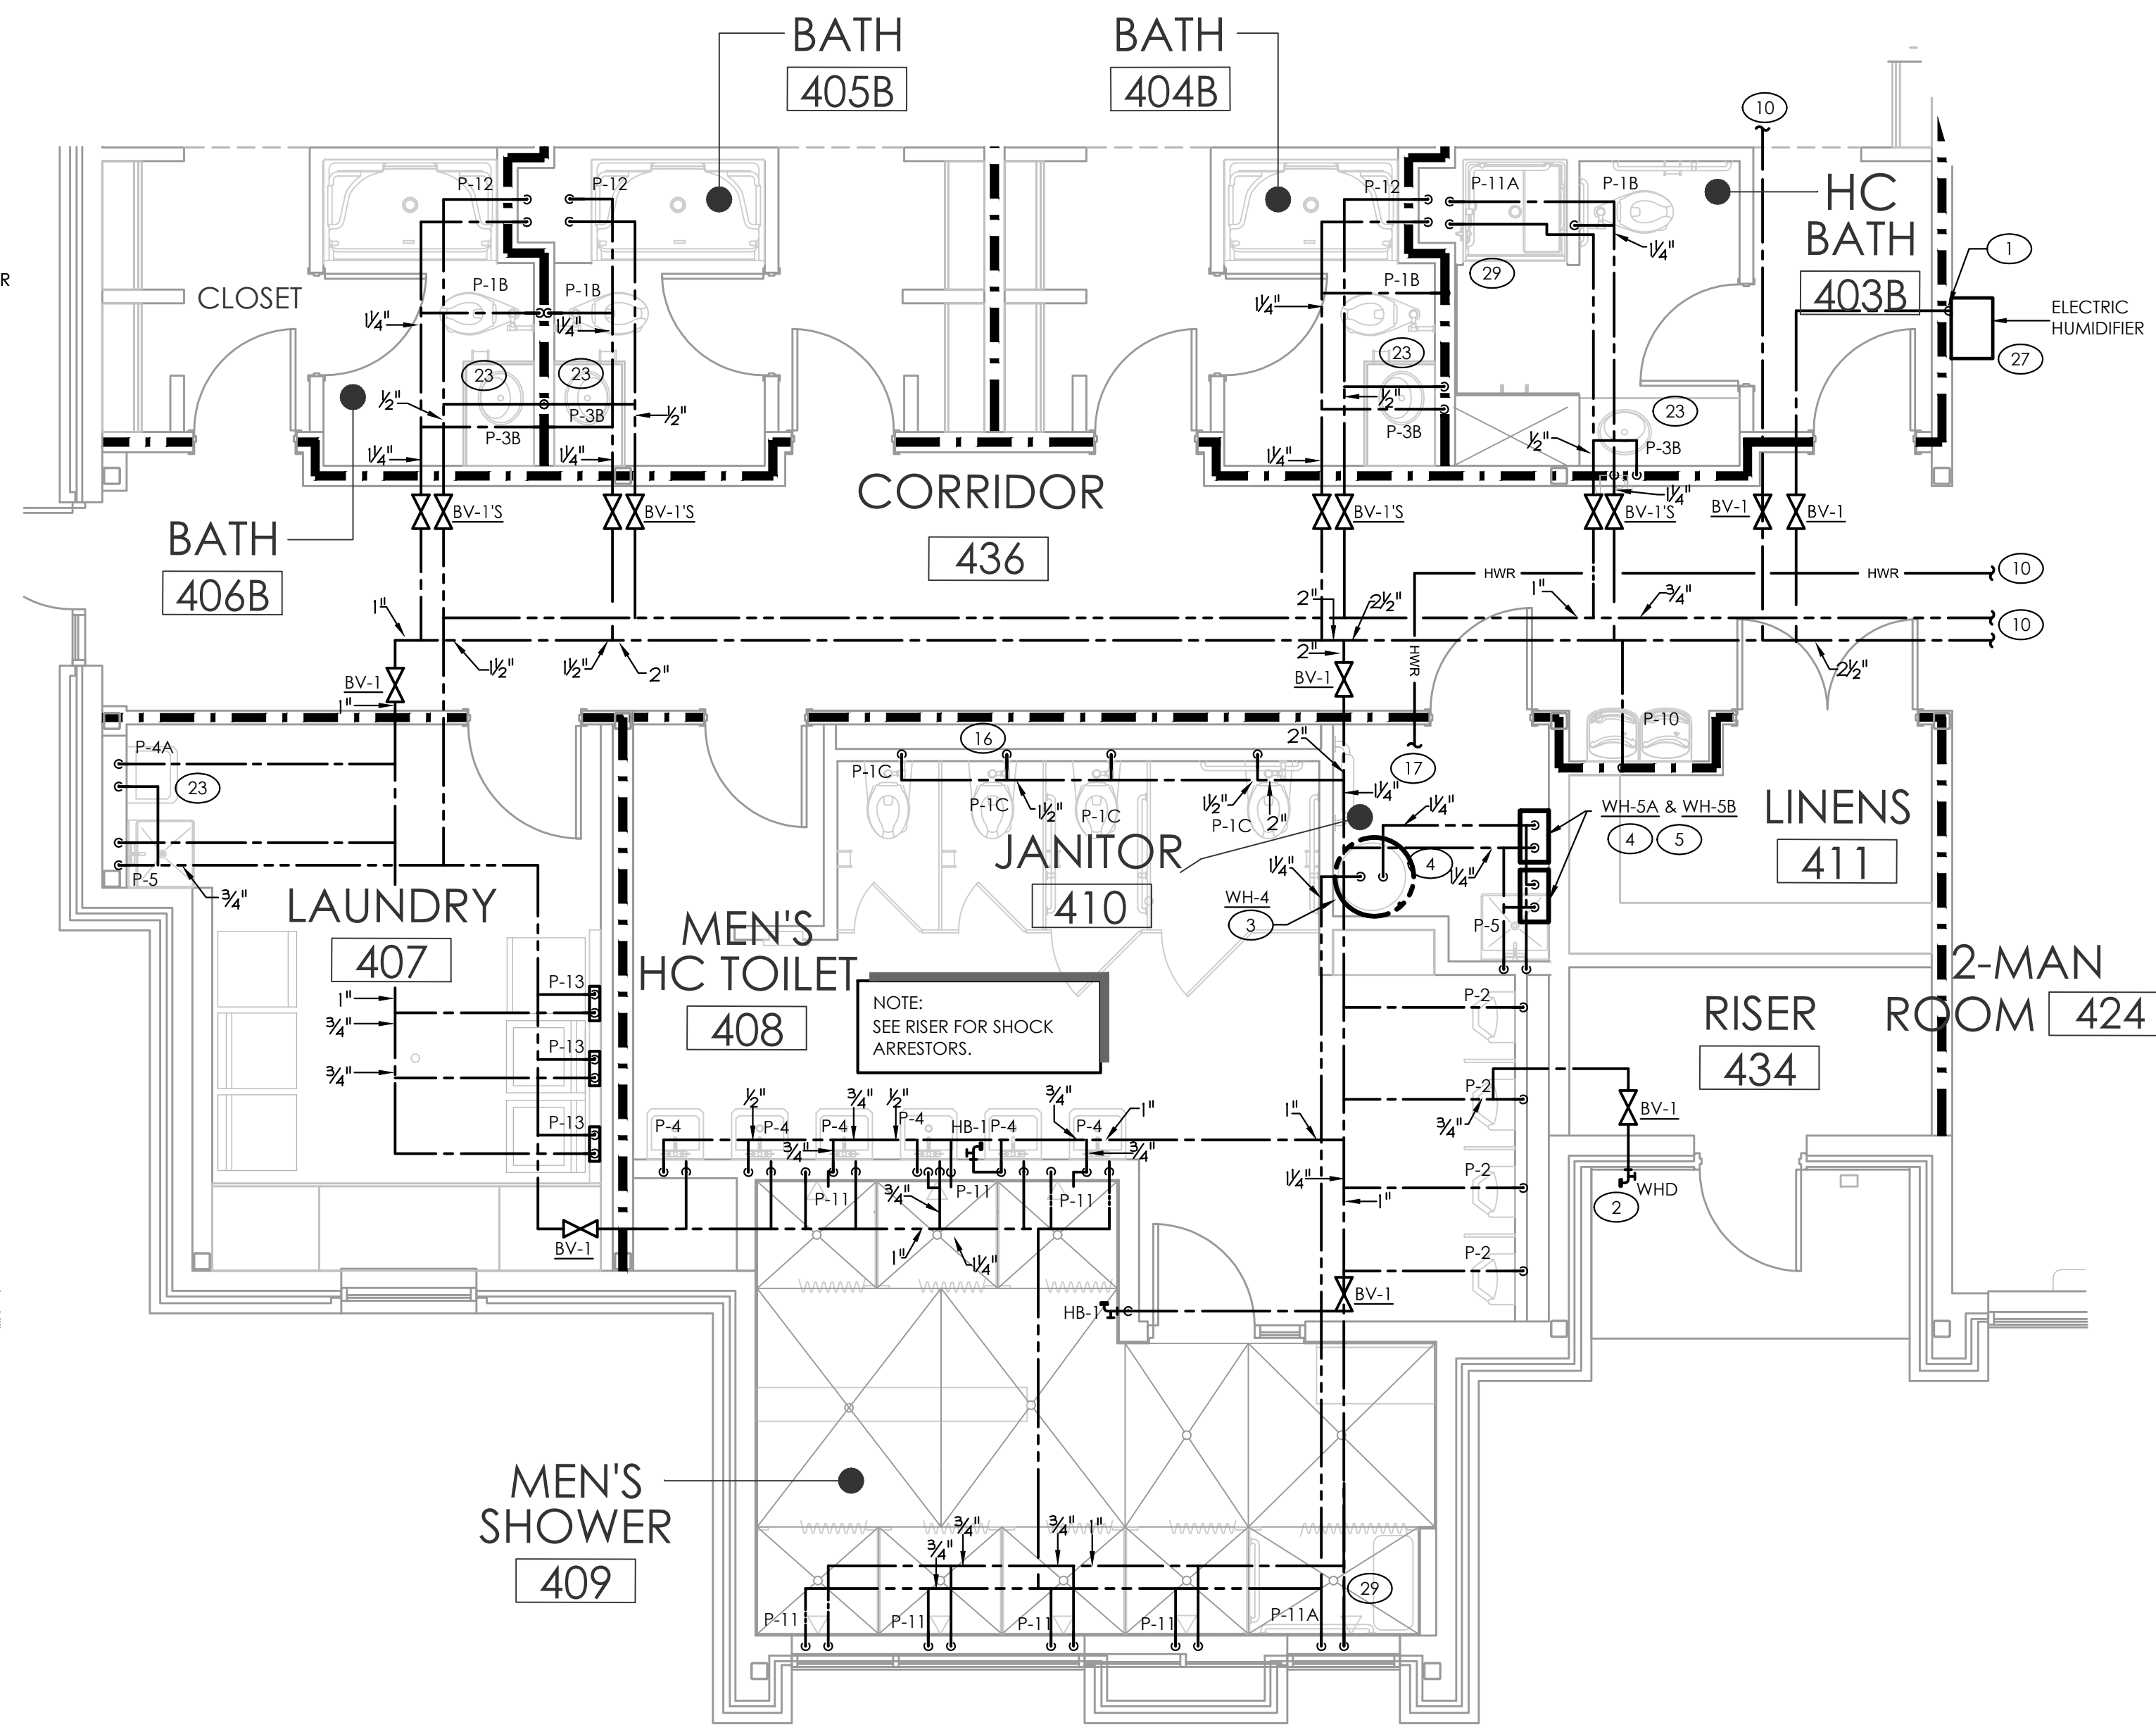 BATH
405B
BATH
404B
10
P-12
P-12
P-12
P-11A
P-1B
HC
BATH
403B
1
R
CLOSET
P-1B
P-1B
P-1B
29
1¼"
ELECTRIC
HUMIDIFIER
27
1¼"
1¼"
1¼"
23
23
23
23
½"
P-3B
½"
½"
P-3B
P-3B
½"
P-3B
1¼"
1¼"
1¼"
CORRIDOR
436
BV-1'S
BV-1'S
BV-1'S
BV-1'S
1¼"
BV-1
BV-1
BATH
406B
HWR
HWR
10
1"
2"
2½"
1"
¾"
10
1½"
1½"
2"
2"
HWR
2½"
BV-1
1"
BV-1
P-4A
23
16
2"
17
P-10
P-1C
P-1C
1½"
P-1C
1½"
P-1C
2"
1¼"
1¼"
WH-5A & WH-5B
4
5
LINENS
411
P-5
¾"
JANITOR
410
1¼"
4
1¼"
LAUNDRY
407
MEN'S
HC TOILET
408
WH-4
3
P-5
2-MAN
ROOM
424
NOTE:
SEE RISER FOR SHOCK
ARRESTORS.
RISER
434
P-13
1"
¾"
P-13
¾"
P-13
P-2
P-2
¾"
P-2
P-2
BV-1
WHD
2
½"
¾"
½"
¾"
1"
1"
P-4
P-4
P-4
P-4
HB-1
P-4
P-4
¾"
¾"
P-11
¾"
P-11
P-11
1¼"
1"
BV-1
1"
1¼"
HB-1
BV-1
MEN'S
SHOWER
409
¾"
¾"
¾"
1"
29
P-11
P-11
P-11
P-11
P-11A